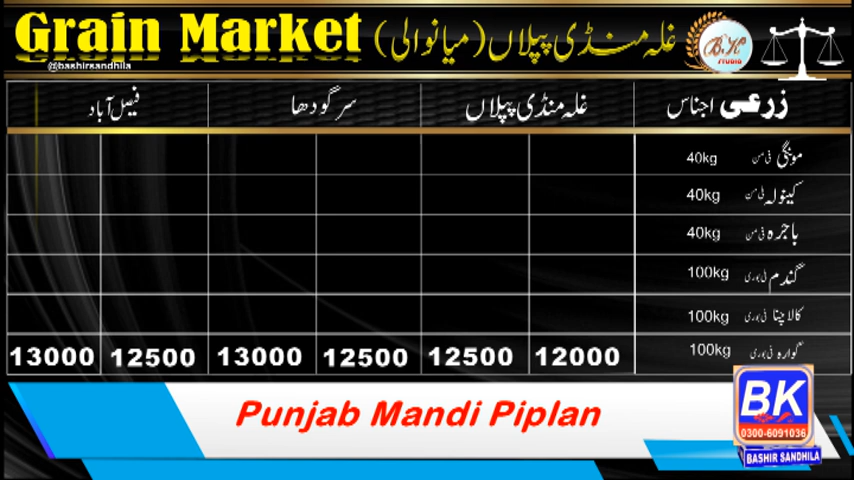 Grain Market غلہ منڈی پپلاں (میانوالی)
@bashirsandhila
B.K
STUDIO
زرعی اجناس غلہ منڈی پپلاں سرگودھا فیصل آباد
مونگی فی من 40kg
کینولہ فی من 40kg
باجرہ فی من 40kg
گندم فی بوری 100kg
کالا چنا فی بوری 100kg
گوارہ فی بوری 100kg 12000 12500 12500 13000 12500 13000
Punjab Mandi Piplan
BK
0300-6091036
BASHIR SANDHILA